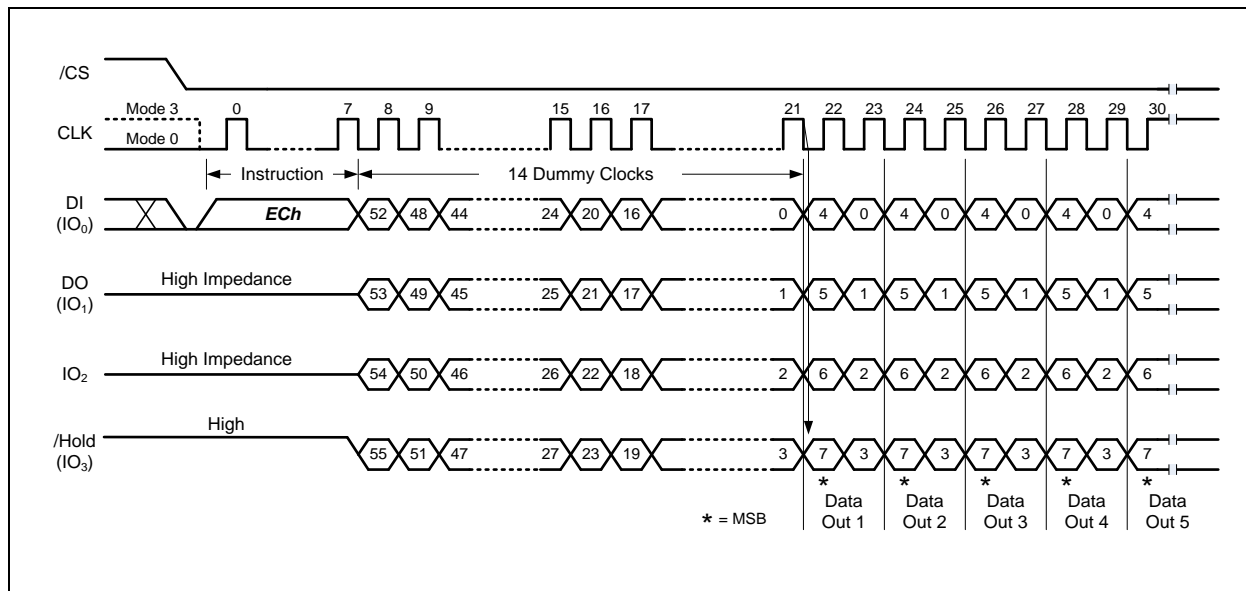 /CS
Mode 3 0 7 8 9 15 16 17 21 22 23 24 25 26 27 28 29 30
CLK
Mode 0
Instruction 14 Dummy Clocks
DI
(IO₀)
ECh 52 48 44 24 20 16 0 4 0 4 0 4 0 4 0 4
DO
(IO₁)
High Impedance 53 49 45 25 21 17 1 5 1 5 1 5 1 5 1 5
IO₂
High Impedance 54 50 46 26 22 18 2 6 2 6 2 6 2 6 2 6
/Hold
(IO₃)
High 55 51 47 27 23 19 3 7 3 7 3 7 3 7 3 7
* * * * *
* = MSB
Data Data Data Data Data
Out 1 Out 2 Out 3 Out 4 Out 5